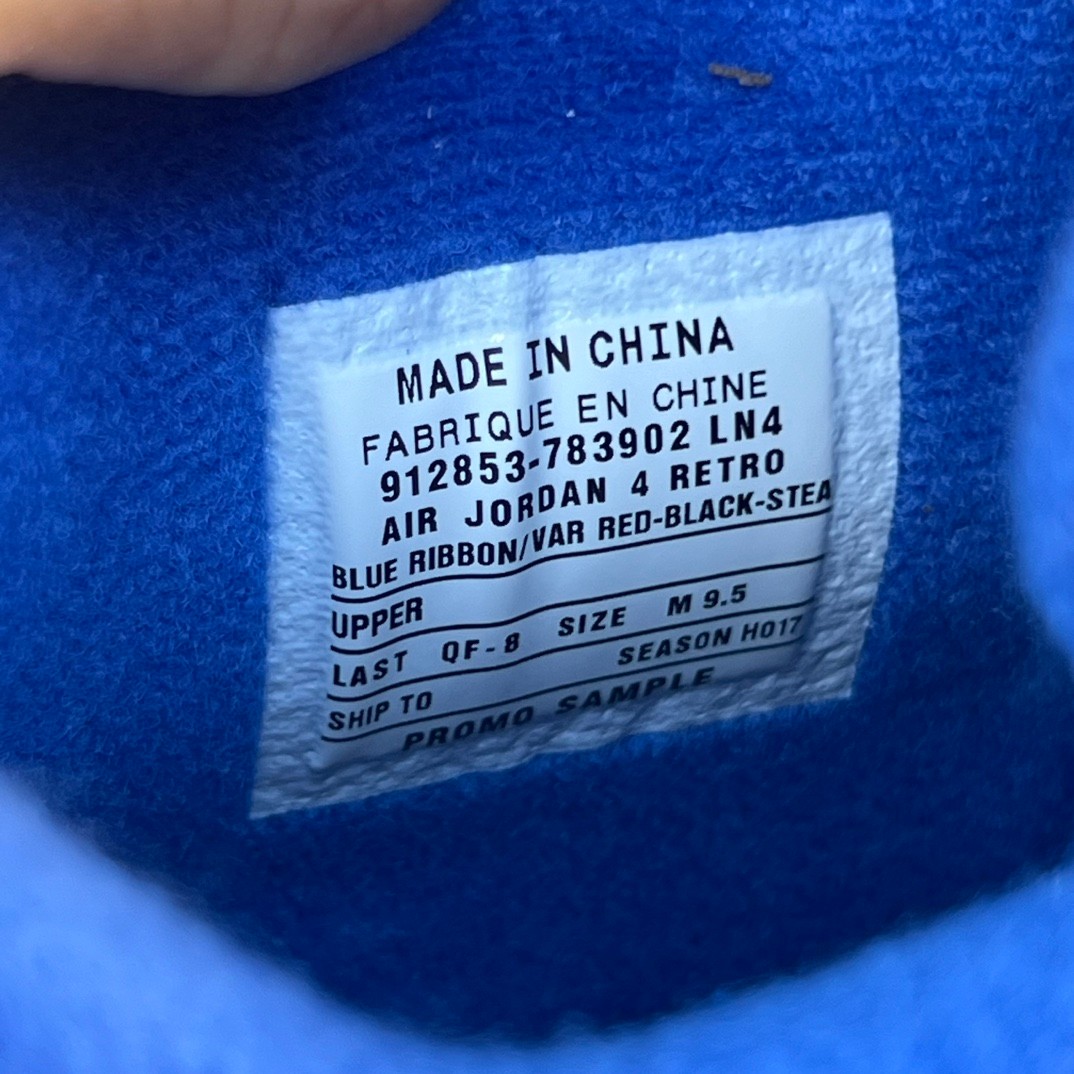 MADE IN CHINA
FABRIQUE EN CHINE
912853-783902 LN4
AIR JORDAN 4 RETRO
BLUE RIBBON/VAR RED-BLACK-STEA
UPPER
LAST QF-8 SIZE M 9.5
SHIP TO SEASON HO17
PROMO SAMPLE